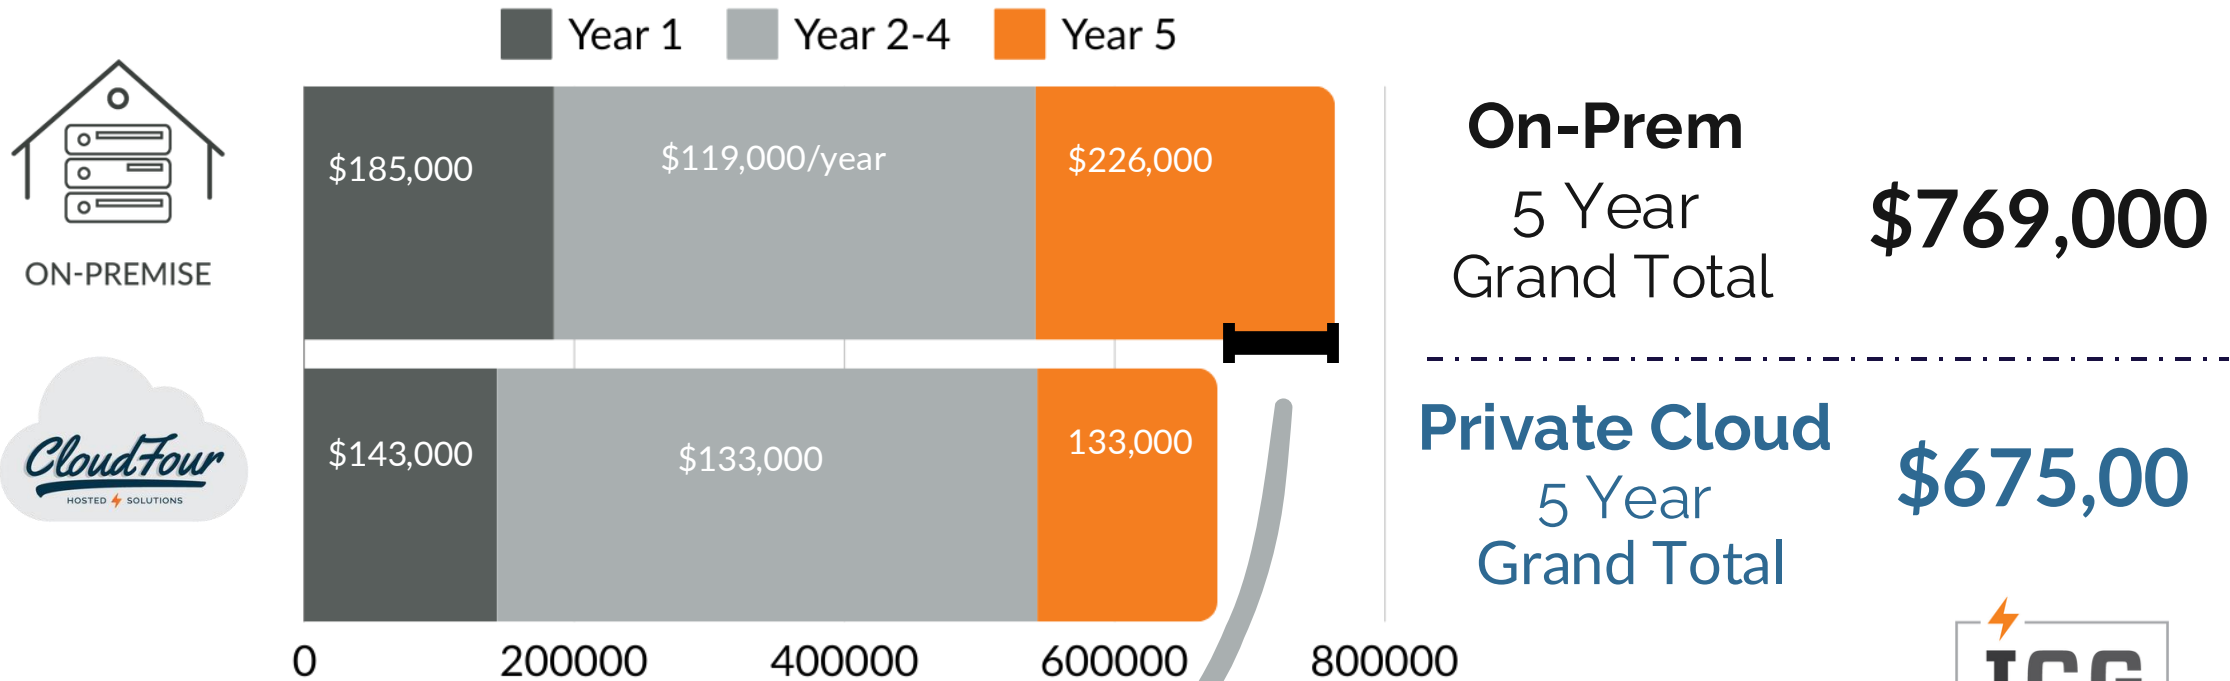 Year 1 Year 2-4 Year 5
ON-PREMISE
$185,000 $119,000/year $226,000
On-Prem
5 Year
Grand Total
$769,000
CloudFour
HOSTED SOLUTIONS
$143,000 $133,000 133,000
Private Cloud
5 Year
Grand Total
$675,00
0 200000 400000 600000 800000